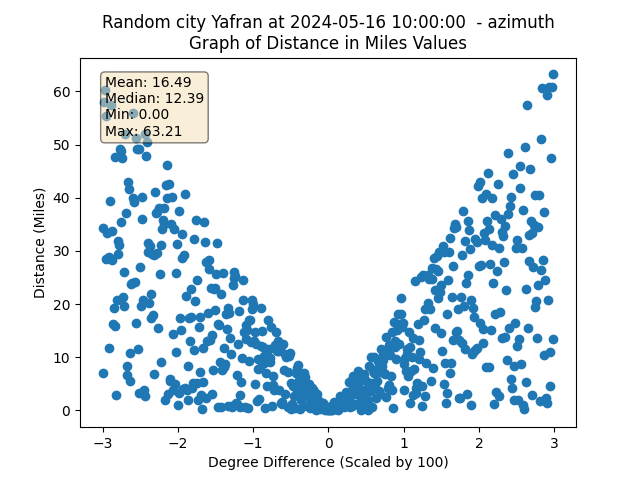 Random city Yafran at 2024-05-16 10:00:00  - azimuth
Graph of Distance in Miles Values
Mean: 16.49
Median: 12.39
Min: 0.00
Max: 63.21
60
50
40
30
20
10
0
Distance (Miles)
−3 −2 −1 0 1 2 3
Degree Difference (Scaled by 100)